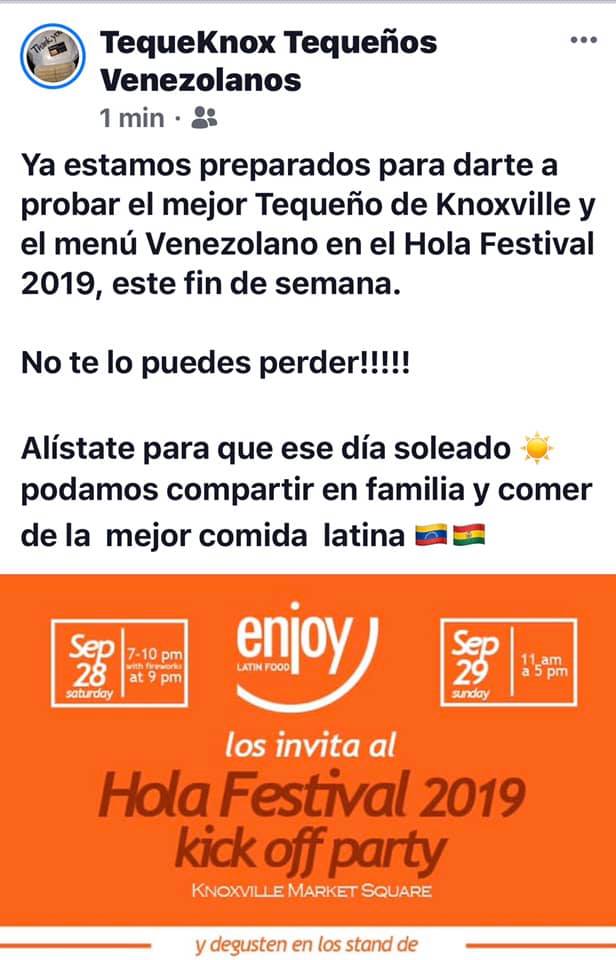 TequeKnox Tequeños
Venezolanos
1 min ·
Ya estamos preparados para darte a
probar el mejor Tequeño de Knoxville y
el menú Venezolano en el Hola Festival
2019, este fin de semana.
No te lo puedes perder!!!!!
Alístate para que ese día soleado ☀️
podamos compartir en familia y comer
de la mejor comida latina 🇻🇪🇧🇴
Sep
28
saturday
7-10 pm
with fireworks
at 9 pm
enjoy
LATIN FOOD
Sep
29
sunday
11 am
a 5 pm
los invita al
Hola Festival 2019
kick off party
KNOXVILLE MARKET SQUARE
y degusten en los stand de